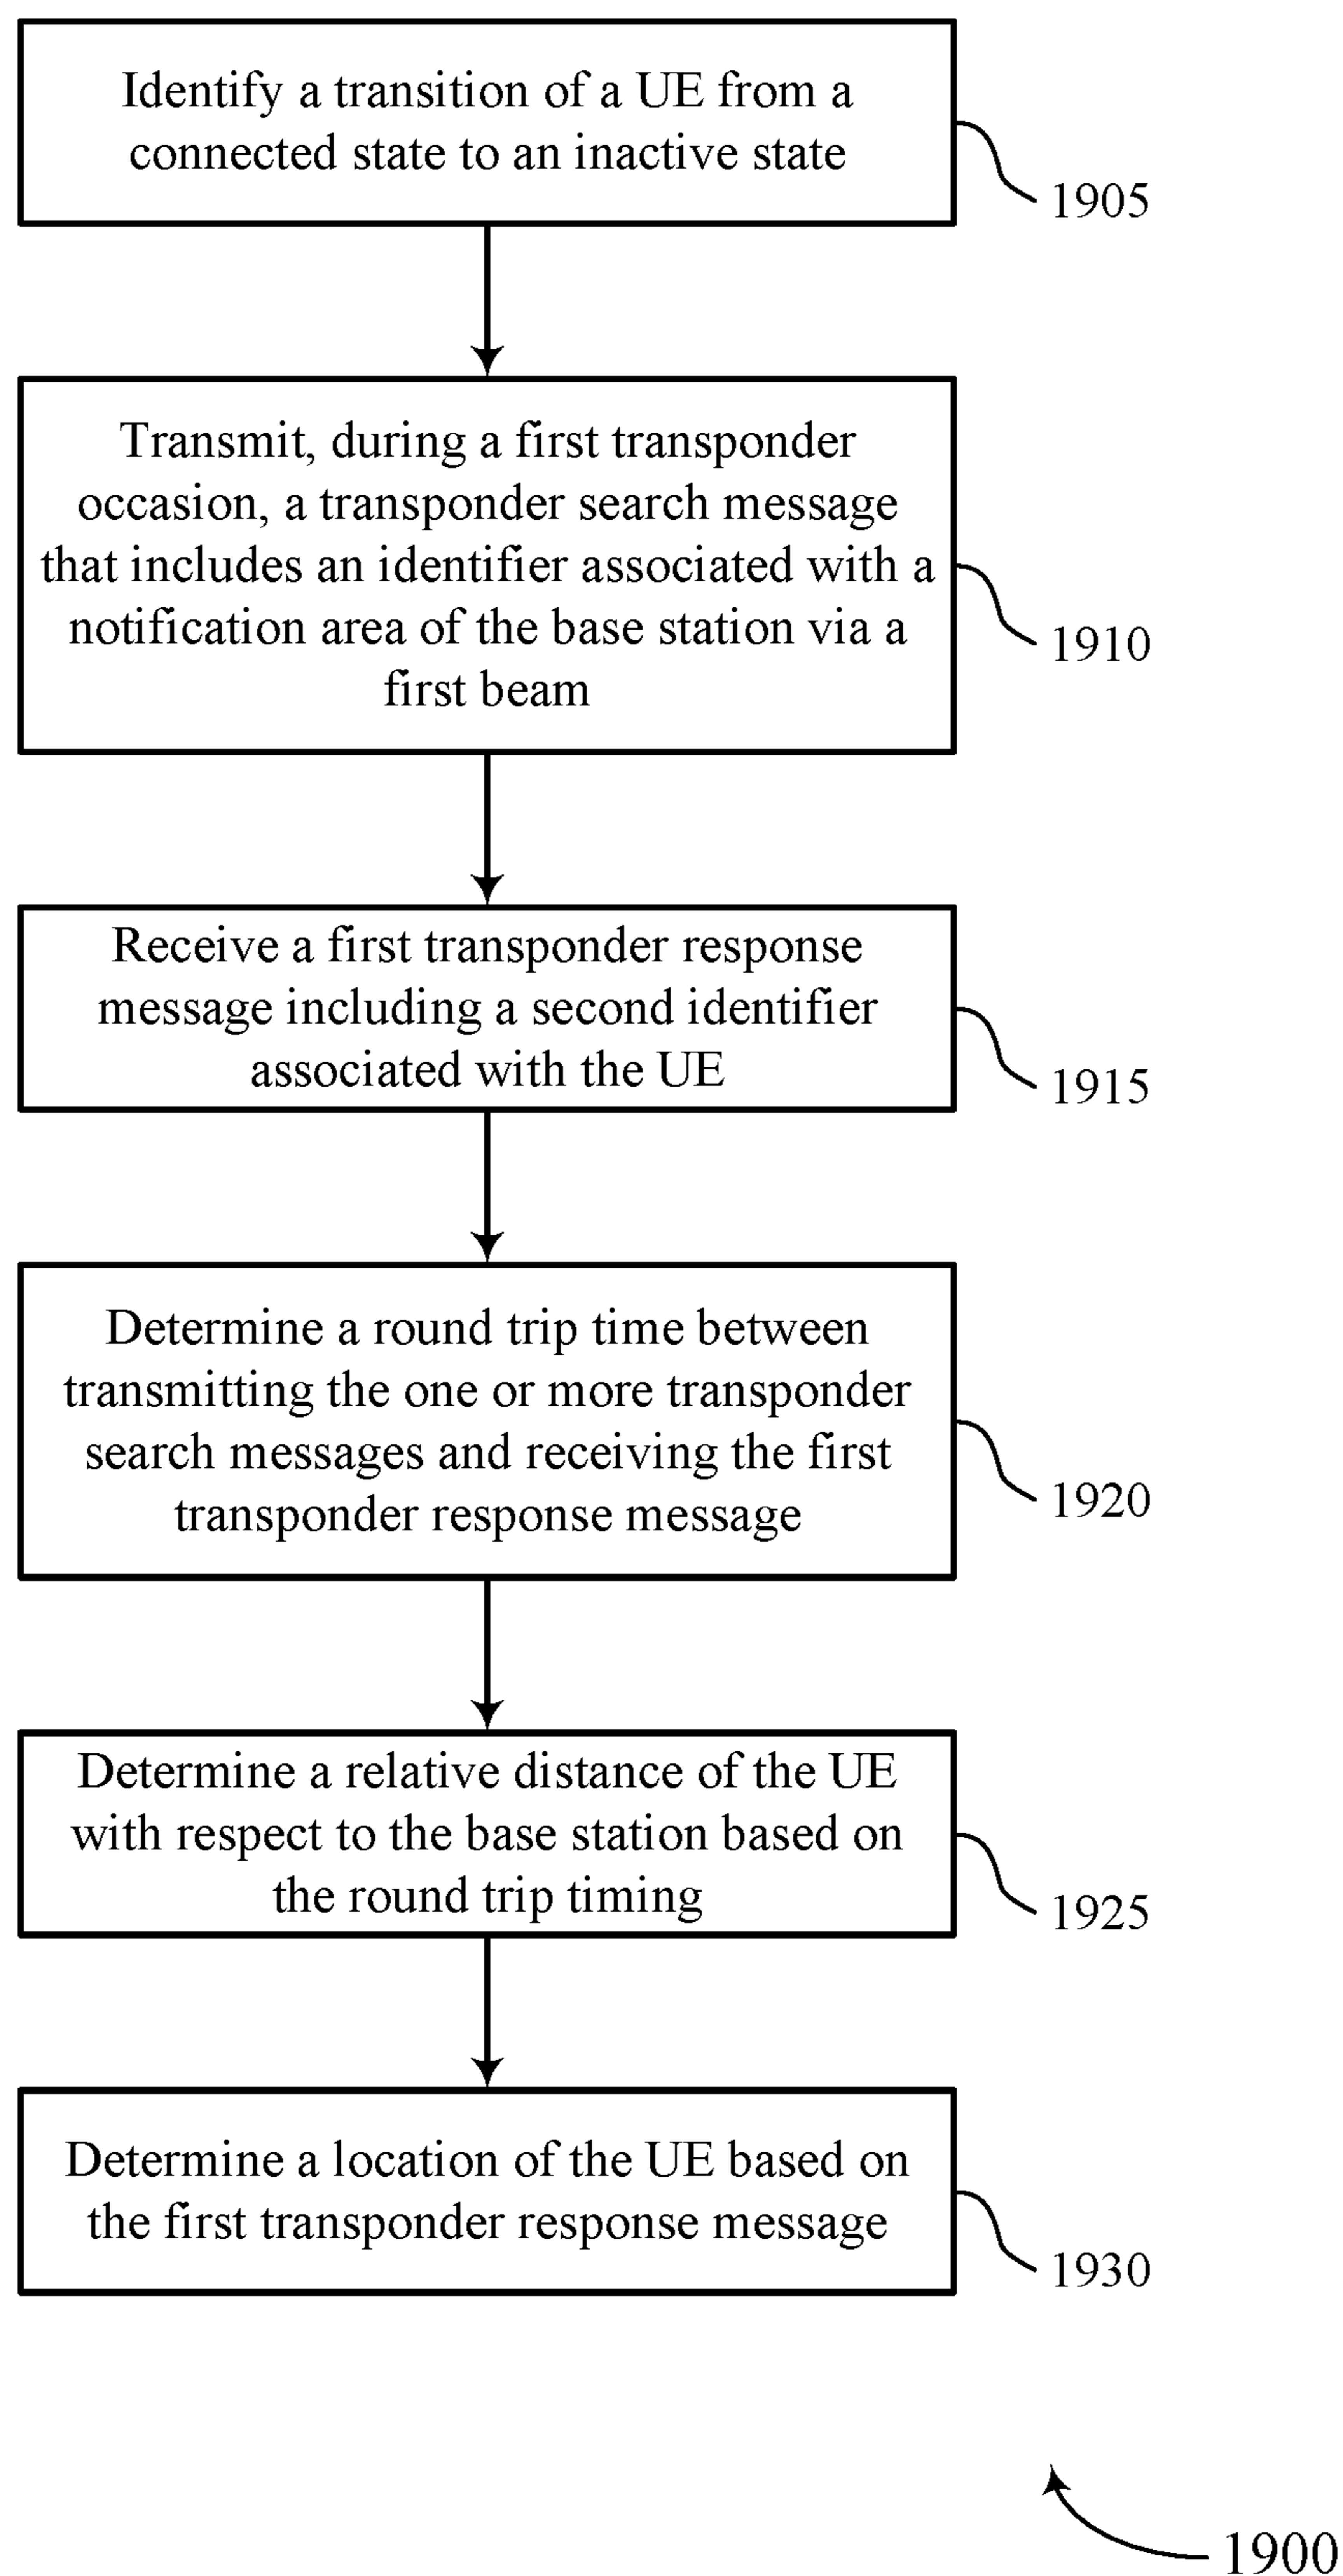 Identify a transition of a UE from a
connected state to an inactive state
1905
Transmit, during a first transponder
occasion, a transponder search message
that includes an identifier associated with a
notification area of the base station via a
first beam
1910
Receive a first transponder response
message including a second identifier
associated with the UE
1915
Determine a round trip time between
transmitting the one or more transponder
search messages and receiving the first
transponder response message
1920
Determine a relative distance of the UE
with respect to the base station based on
the round trip timing
1925
Determine a location of the UE based on
the first transponder response message
1930
1900